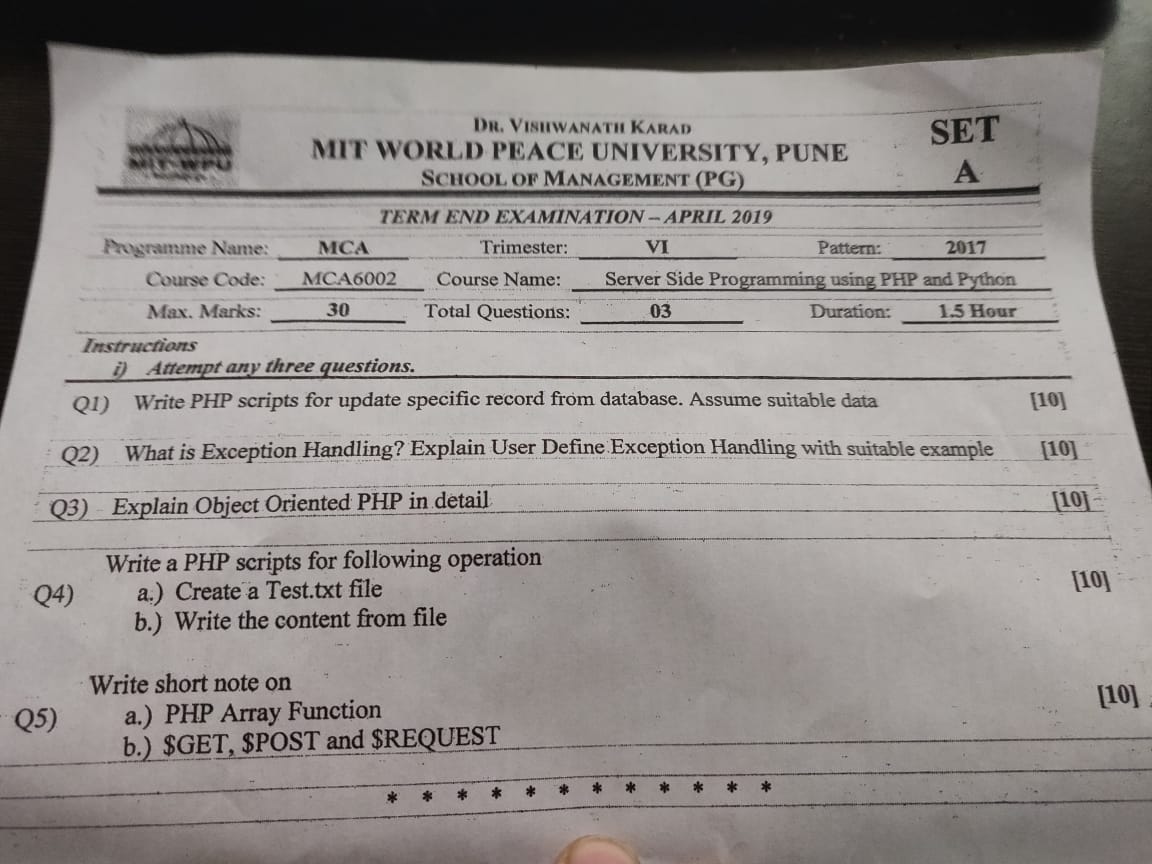 MIT-WPU
DR. VISHWANATH KARAD
MIT WORLD PEACE UNIVERSITY, PUNE
SCHOOL OF MANAGEMENT (PG)
SET
A
TERM END EXAMINATION – APRIL 2019
Programme Name: MCA Trimester: VI Pattern: 2017
Course Code: MCA6002 Course Name: Server Side Programming using PHP and Python
Max. Marks: 30 Total Questions: 03 Duration: 1.5 Hour
Instructions
i) Attempt any three questions.
Q1) Write PHP scripts for update specific record from database. Assume suitable data [10]
Q2) What is Exception Handling? Explain User Define Exception Handling with suitable example [10]
Q3) Explain Object Oriented PHP in detail [10]
Write a PHP scripts for following operation
Q4) a.) Create a Test.txt file [10]
b.) Write the content from file
Write short note on
Q5) a.) PHP Array Function [10]
b.) $GET, $POST and $REQUEST
* * * * * * * * * * * *